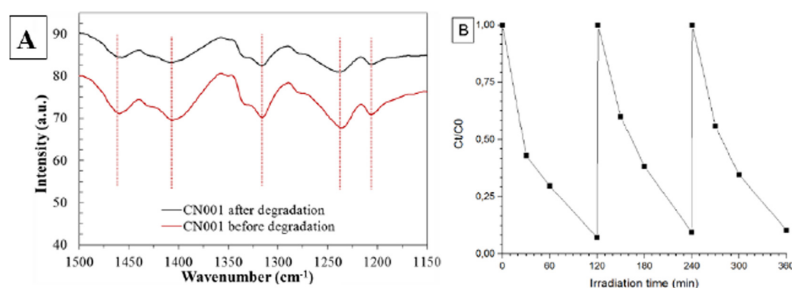 A
90
80
70
60
50
40
Intensity (a.u.)
CN001 after degradation
CN001 before degradation
1500 1450 1400 1350 1300 1250 1200 1150
Wavenumber (cm⁻¹)
B
1,00
0,75
0,50
0,25
0,00
Ct/C0
0 60 120 180 240 300 360
Irradiation time (min)